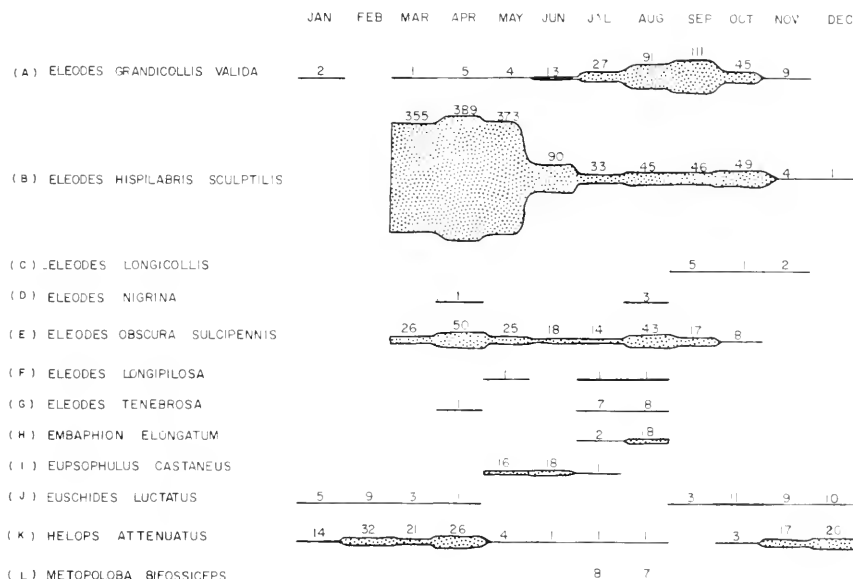 JAN FEB MAR APR MAY JUN JUL AUG SEP OCT NOV DEC
(A) ELEODES GRANDICOLLIS VALIDA 2 1 5 4 13 27 91 111 45 9
(B) ELEODES HISPILABRIS SCULPTILIS 355 389 373 90 33 45 46 49 4 1
(C) ELEODES LONGICOLLIS 5 1 2
(D) ELEODES NIGRINA 1 3
(E) ELEODES OBSCURA SULCIPENNIS 26 50 25 18 14 43 17 8
(F) ELEODES LONGIPILOSA 1 1 1
(G) ELEODES TENEBROSA 1 7 8
(H) EMBAPHION ELONGATUM 2 18
(I) EUPSOPHULUS CASTANEUS 16 18 1
(J) EUSCHIDES LUCTATUS 5 9 3 1 3 11 9 10
(K) HELOPS ATTENUATUS 14 32 21 26 4 1 1 1 3 17 20
(L) METOPOLOBA BIFOSSICEPS 8 7